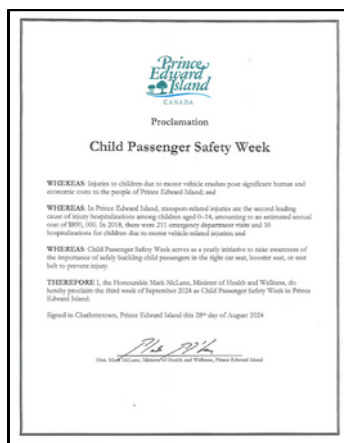 Prince
Edward
Island
CANADA
Proclamation
Child Passenger Safety Week
WHEREAS: Injuries to children due to motor vehicle crashes pose significant human and
economic costs to the people of Prince Edward Island; and
WHEREAS: In Prince Edward Island, transport-related injuries are the second leading
cause of injury hospitalizations among children aged 0-14, amounting to an estimated annual
cost of $890, 000. In 2018, there were 211 emergency department visits and 10
hospitalizations for children due to motor vehicle-related injuries; and
WHEREAS: Child Passenger Safety Week serves as a yearly initiative to raise awareness of
the importance of safely buckling child passengers in the right car seat, booster seat, or seat
belt to prevent injury.
THEREFORE I, the Honourable Mark McLane, Minister of Health and Wellness, do
hereby proclaim the third week of September 2024 as Child Passenger Safety Week in Prince
Edward Island.
Signed in Charlottetown, Prince Edward Island this 28th day of August 2024
Hon. Mark McLane, Minister of Health and Wellness, Prince Edward Island